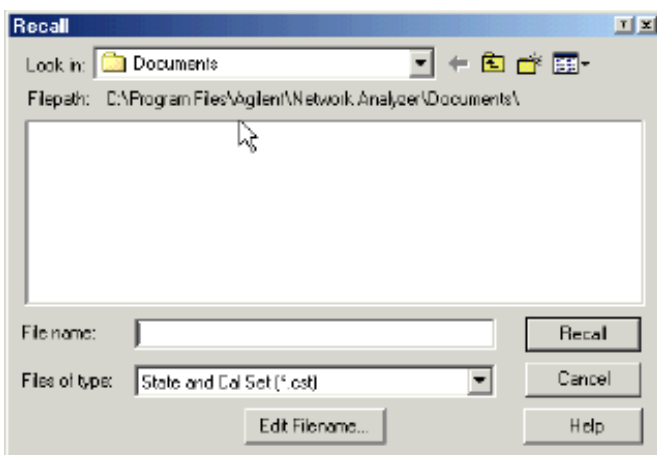 Recall
Look in: Documents
Filepath: C:\Program Files\Agilent\Network Analyzer\Documents\
File name:
Recall
Files of type: State and Cal Set (*.cst)
Cancel
Edit Filename...
Help